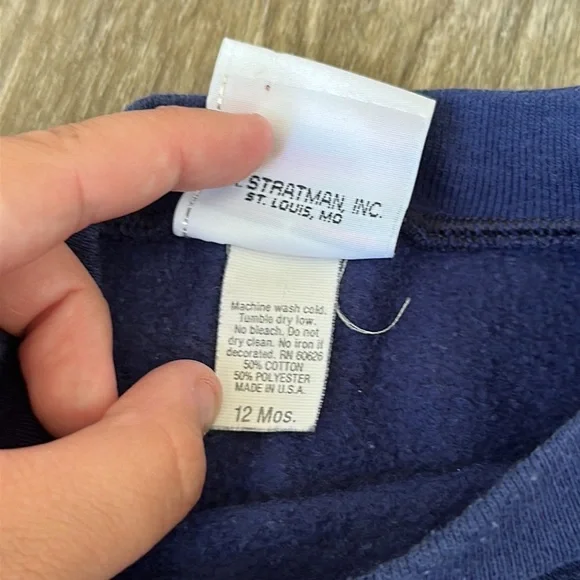 STRATMAN, INC.
ST. LOUIS, MO
Machine wash cold.
Tumble dry low.
No bleach. Do not
dry clean. No iron if
decorated. RN 60626
50% COTTON
50% POLYESTER
MADE IN U.S.A.
12 Mos.